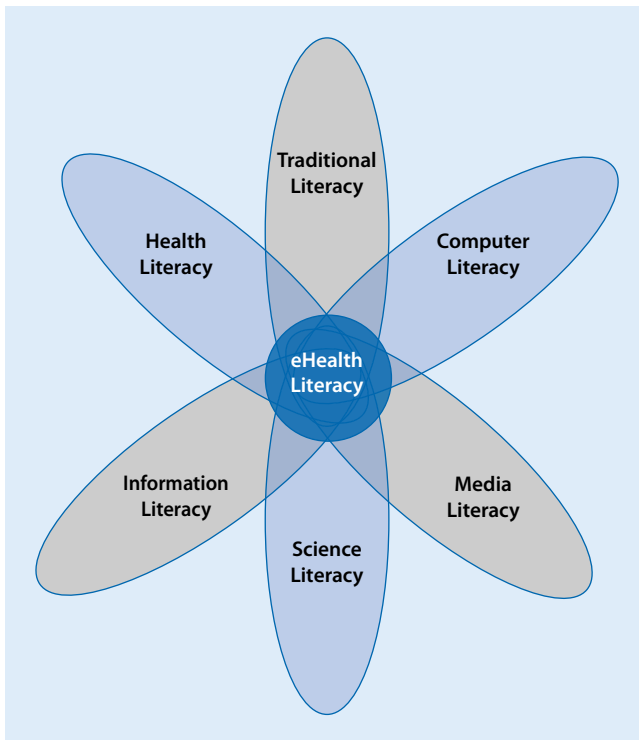 Traditional
Literacy
Health
Literacy
Computer
Literacy
eHealth
Literacy
Information
Literacy
Media
Literacy
Science
Literacy